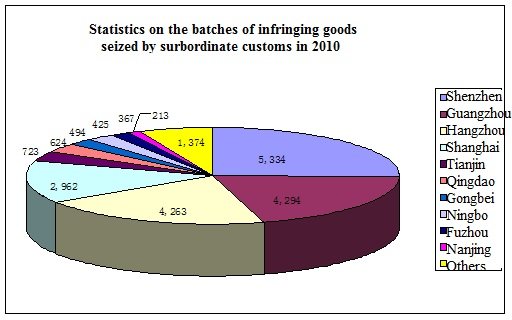 Statistics on the batches of infringing goods
seized by surbordinate customs in 2010
213
367
425
494
624
723
1, 374
5, 334
2, 962
4, 263
4, 294
Shenzhen
Guangzhou
Hangzhou
Shanghai
Tianjin
Qingdao
Gongbei
Ningbo
Fuzhou
Nanjing
Others